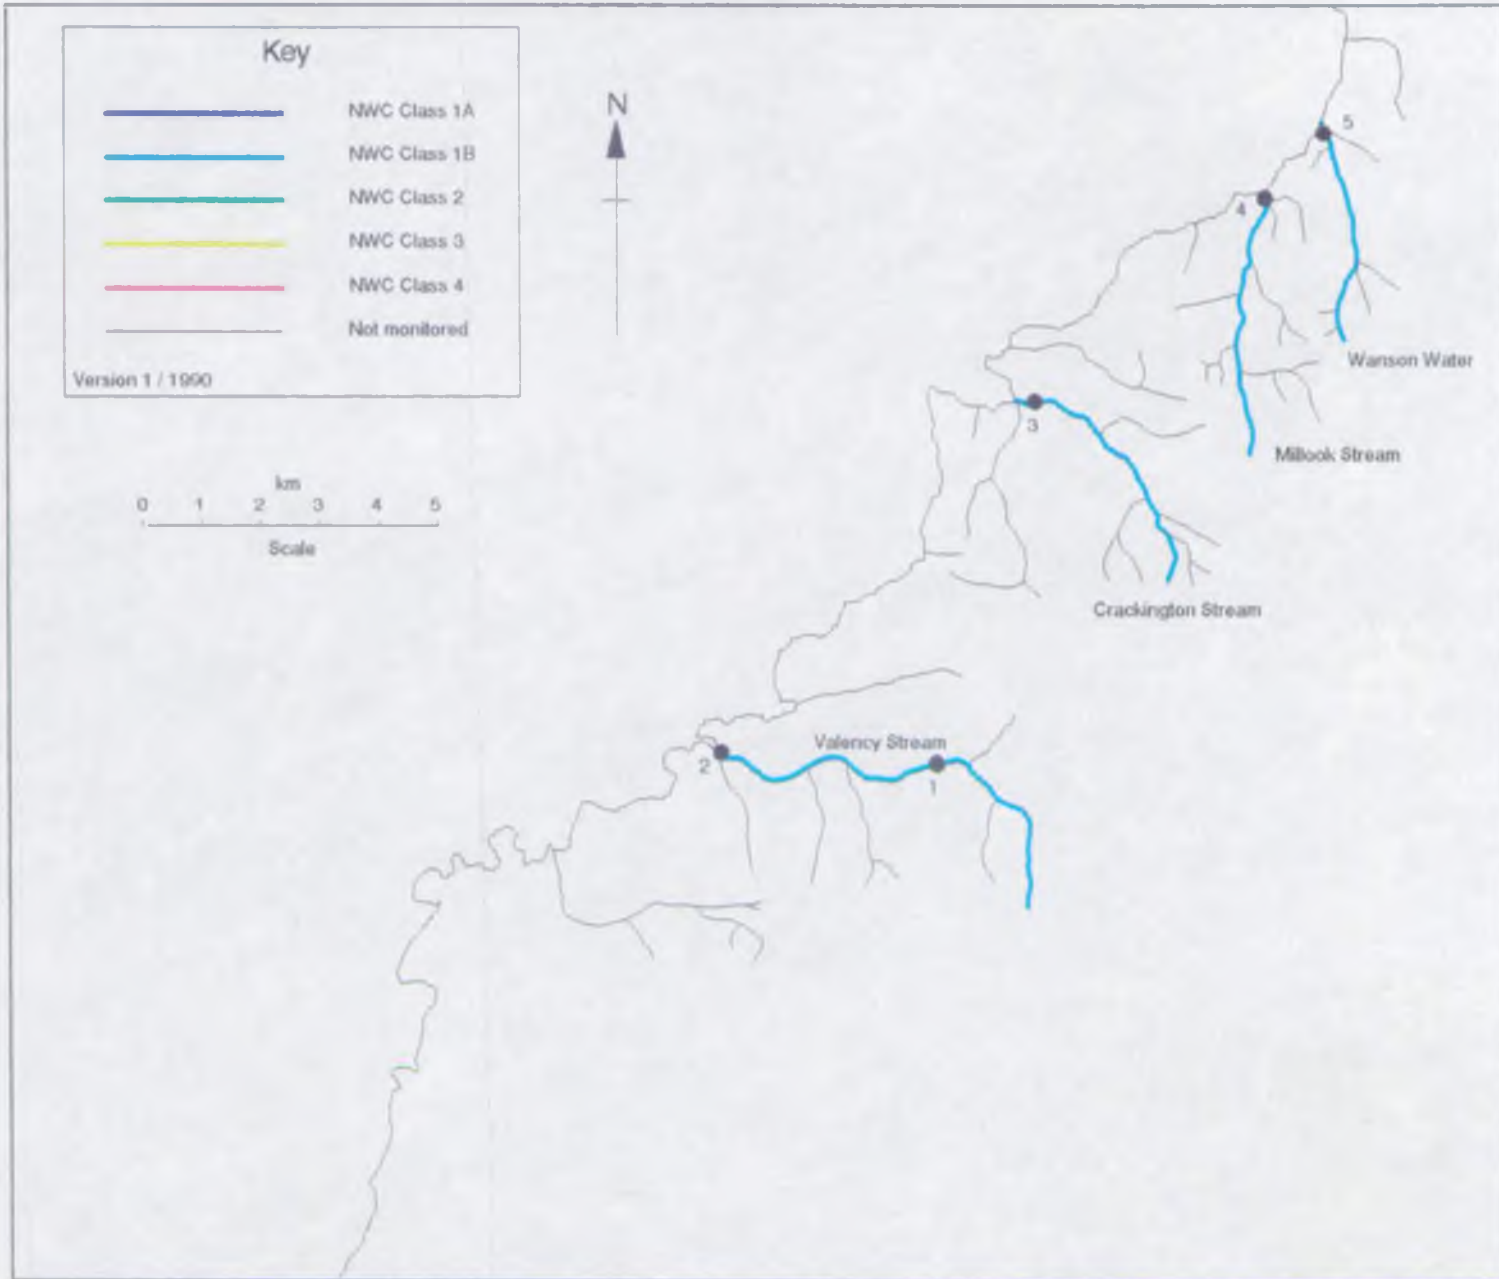 Key
NWC Class 1A
NWC Class 1B
NWC Class 2
NWC Class 3
NWC Class 4
Not monitored
Version 1 / 1990
N
5
4
Wanson Water
3
Millook Stream
km
0 1 2 3 4 5
Scale
Crackington Stream
Valency Stream
2
1